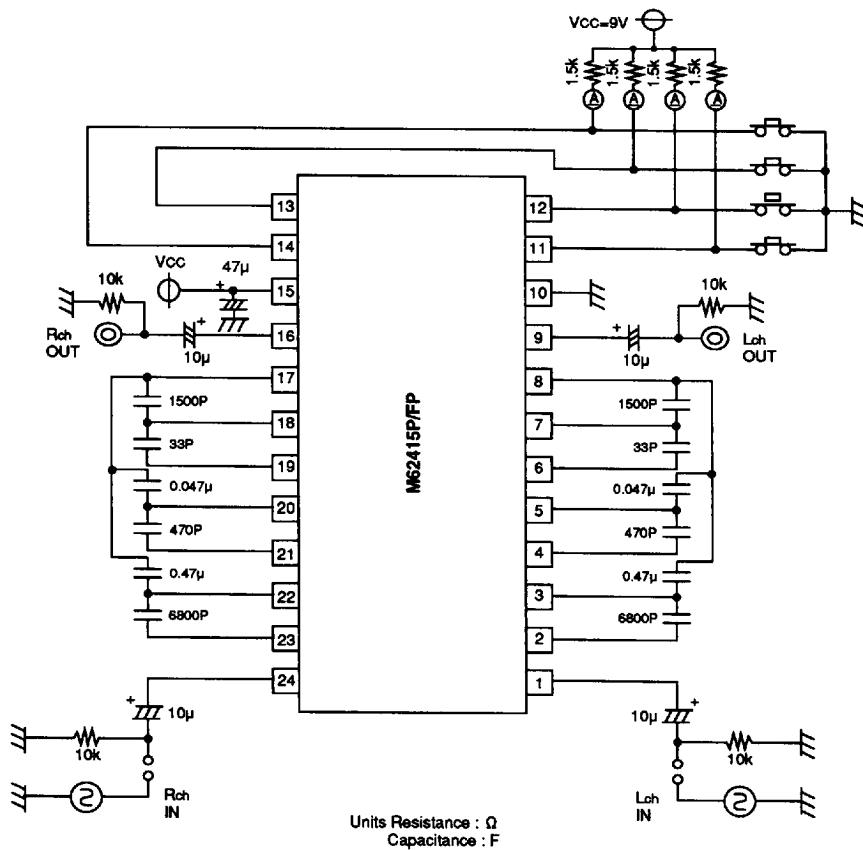 VCC=9V
1.5k 1.5k 1.5k 1.5k
A A A A
13 12
14 11
VCC 47μ +
15 10
10k 10k
Rch OUT
10μ +
16 9
+ 10μ
Lch OUT
17 8
1500P 1500P
18 7
33P 33P
19 6
0.047μ 0.047μ
20 5
470P 470P
21 4
0.47μ 0.47μ
22 3
6800P 6800P
23 2
24 1
M62415P/FP
+ 10μ 10μ +
10k 10k
Rch IN
Lch IN
Units Resistance : Ω
Capacitance : F